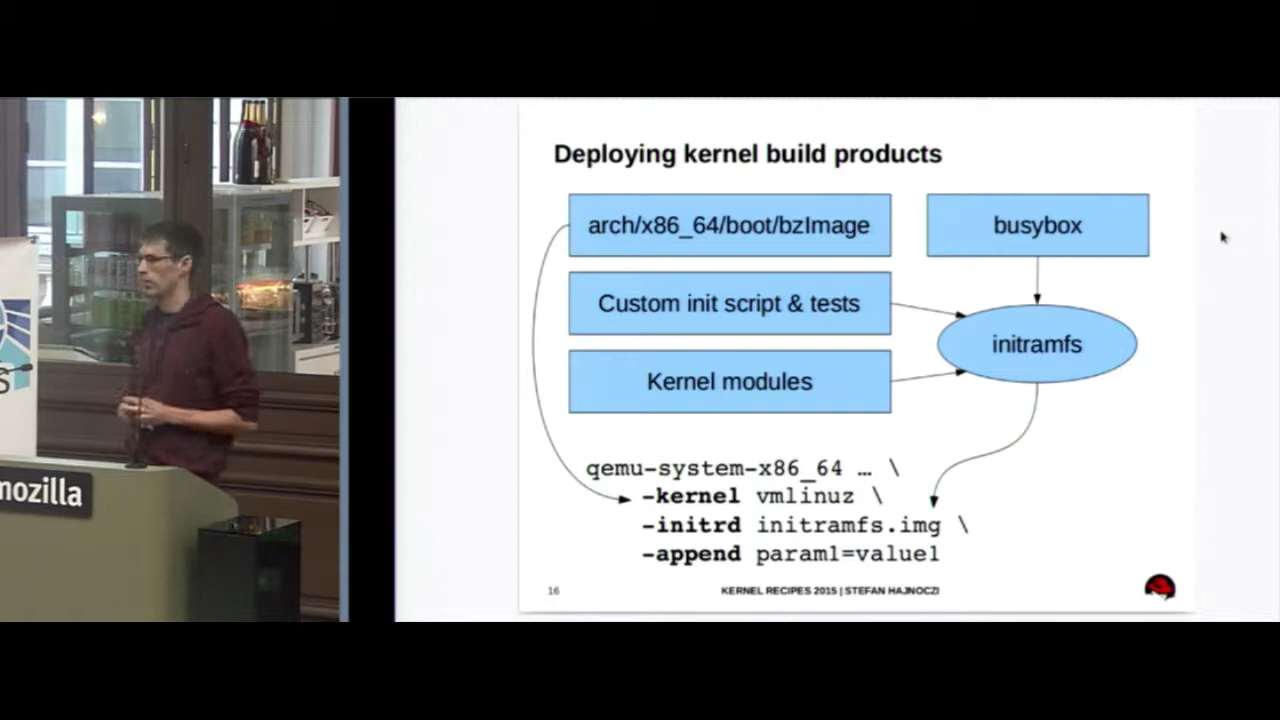 Deploying kernel build products
arch/x86_64/boot/bzImage
busybox
Custom init script & tests
initramfs
Kernel modules
qemu-system-x86_64 … \
-kernel vmlinuz \
-initrd initramfs.img \
-append param1=value1
16
KERNEL RECIPES 2015 | STEFAN HAJNOCZI
mozilla